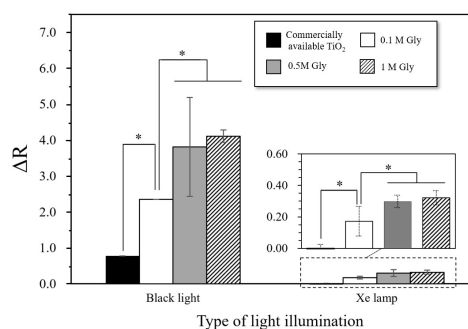 7.0
6.0
5.0
4.0
3.0
2.0
1.0
0.0
ΔR
*
*
Commercially
available TiO₂
0.1 M Gly
0.5M Gly
1 M Gly
0.60
0.40
0.20
0.00
*
*
Black light
Xe lamp
Type of light illumination